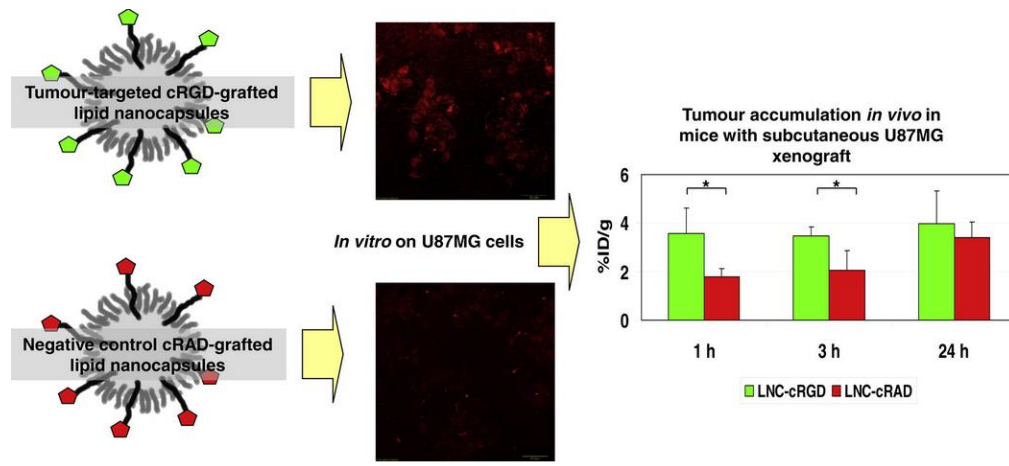 Tumour-targeted cRGD-grafted
lipid nanocapsules
In vitro on U87MG cells
Negative control cRAD-grafted
lipid nanocapsules
Tumour accumulation in vivo in
mice with subcutaneous U87MG
xenograft
%ID/g
6
4
2
0
*
*
1 h
3 h
24 h
LNC-cRGD
LNC-cRAD